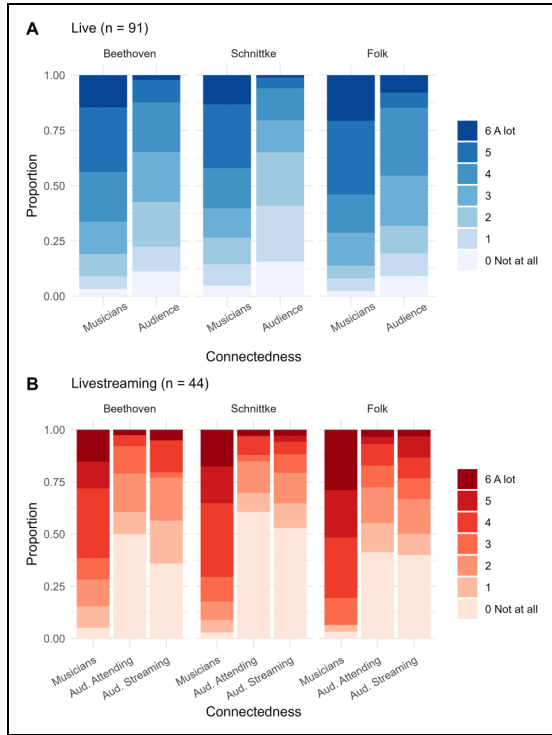 A Live (n = 91)
Beethoven Schnittke Folk
1.00
0.75
0.50
0.25
0.00
Proportion
Musicians Audience Musicians Audience Musicians Audience
Connectedness
6 A lot
5
4
3
2
1
0 Not at all
B Livestreaming (n = 44)
Beethoven Schnittke Folk
1.00
0.75
0.50
0.25
0.00
Proportion
Musicians Aud. Attending Aud. Streaming Musicians Aud. Attending Aud. Streaming Musicians Aud. Attending Aud. Streaming
Connectedness
6 A lot
5
4
3
2
1
0 Not at all